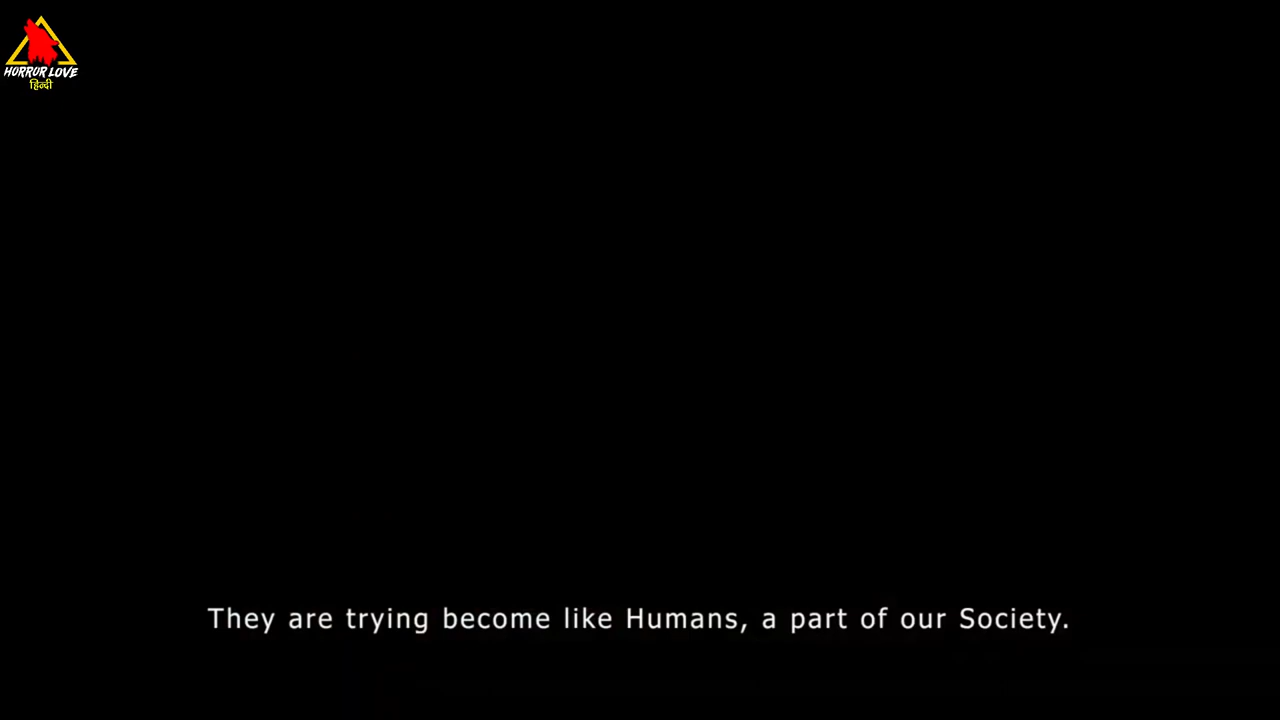 HORROR LOVE
हिन्दी
They are trying become like Humans, a part of our Society.